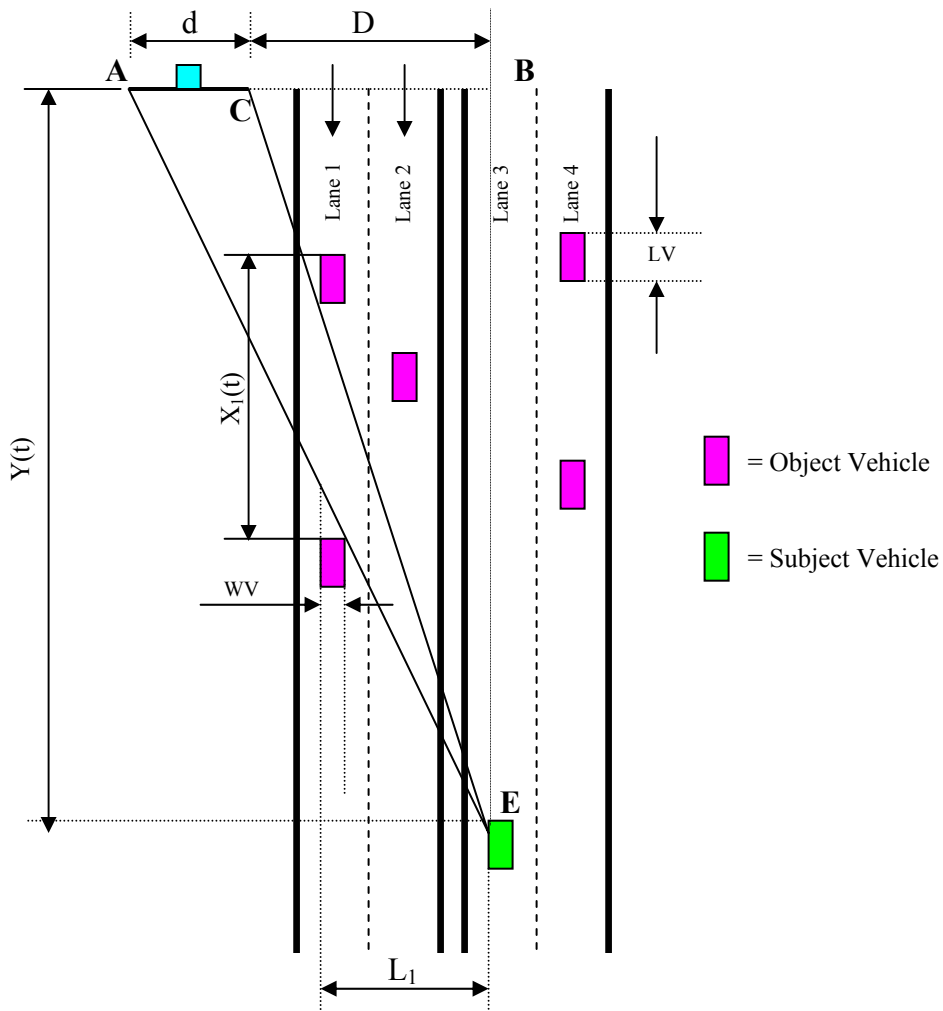 d
D
A
B
C
Lane 1
Lane 2
Lane 3
Lane 4
LV
X₁(t)
Y(t)
= Object Vehicle
= Subject Vehicle
WV
E
L₁